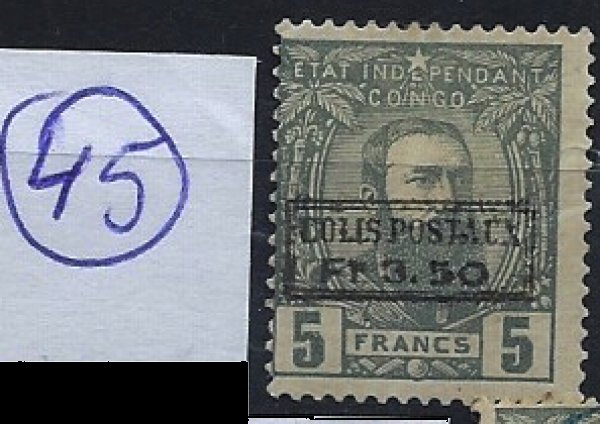 45
ETAT INDEPENDANT
CONGO
COLIS POSTAUX
Fr 3.50
5 FRANCS 5